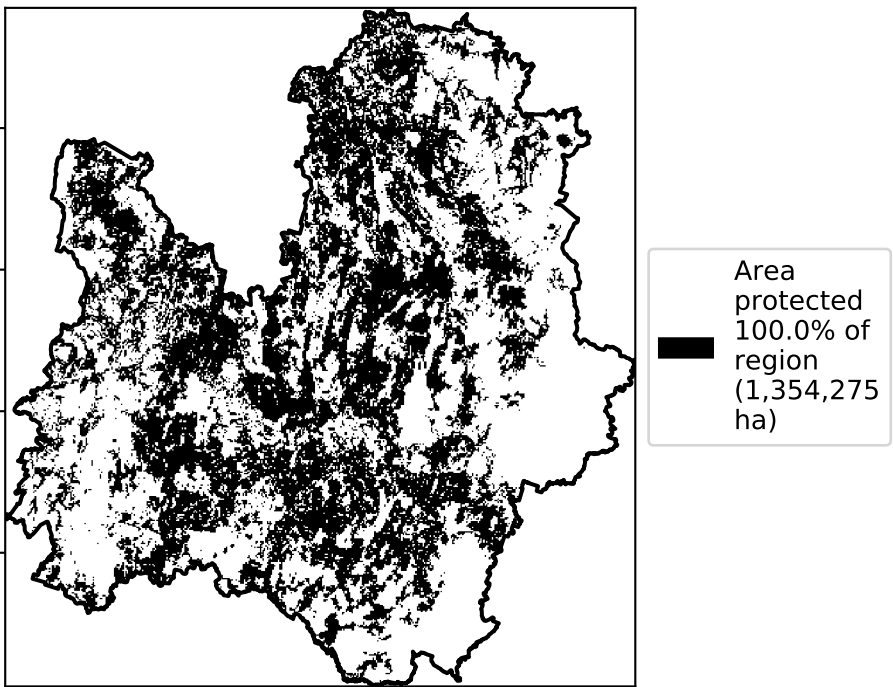 Area
protected
100.0% of
region
(1,354,275
ha)